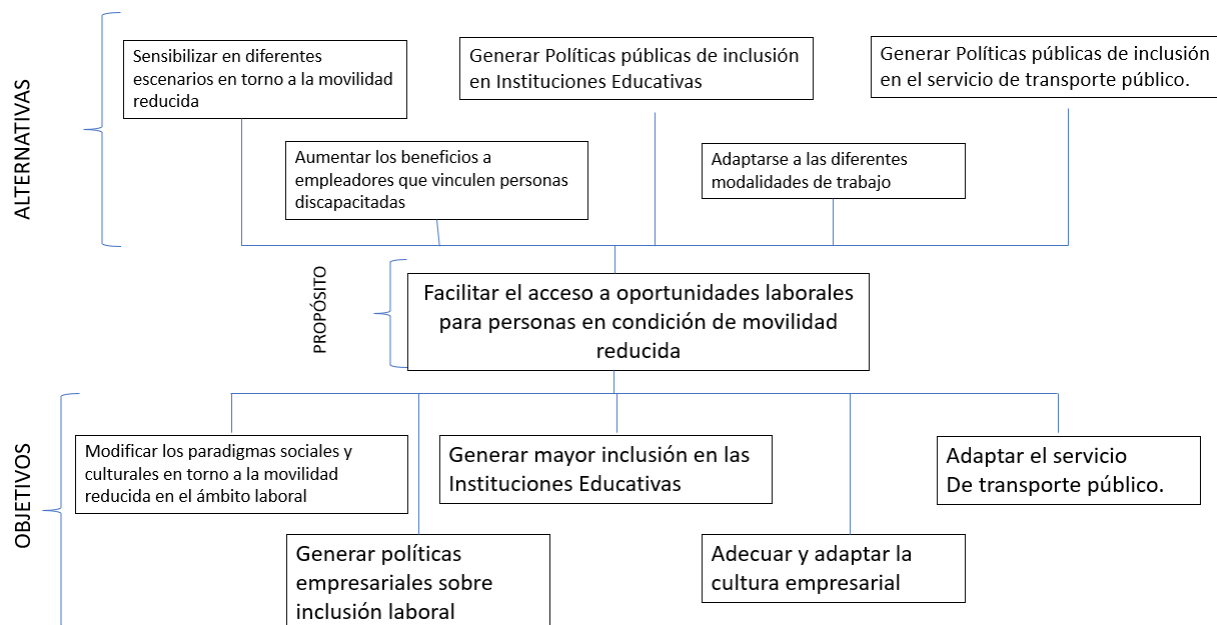 ALTERNATIVAS
Sensibilizar en diferentes
escenarios en torno a la movilidad
reducida
Generar Políticas públicas de inclusión
en Instituciones Educativas
Generar Políticas públicas de inclusión
en el servicio de transporte público.
Aumentar los beneficios a
empleadores que vinculen personas
discapacitadas
Adaptarse a las diferentes
modalidades de trabajo
PROPÓSITO
Facilitar el acceso a oportunidades laborales
para personas en condición de movilidad
reducida
OBJETIVOS
Modificar los paradigmas sociales y
culturales en torno a la movilidad
reducida en el ámbito laboral
Generar mayor inclusión en las
Instituciones Educativas
Adaptar el servicio
De transporte público.
Generar políticas
empresariales sobre
inclusión laboral
Adecuar y adaptar la
cultura empresarial